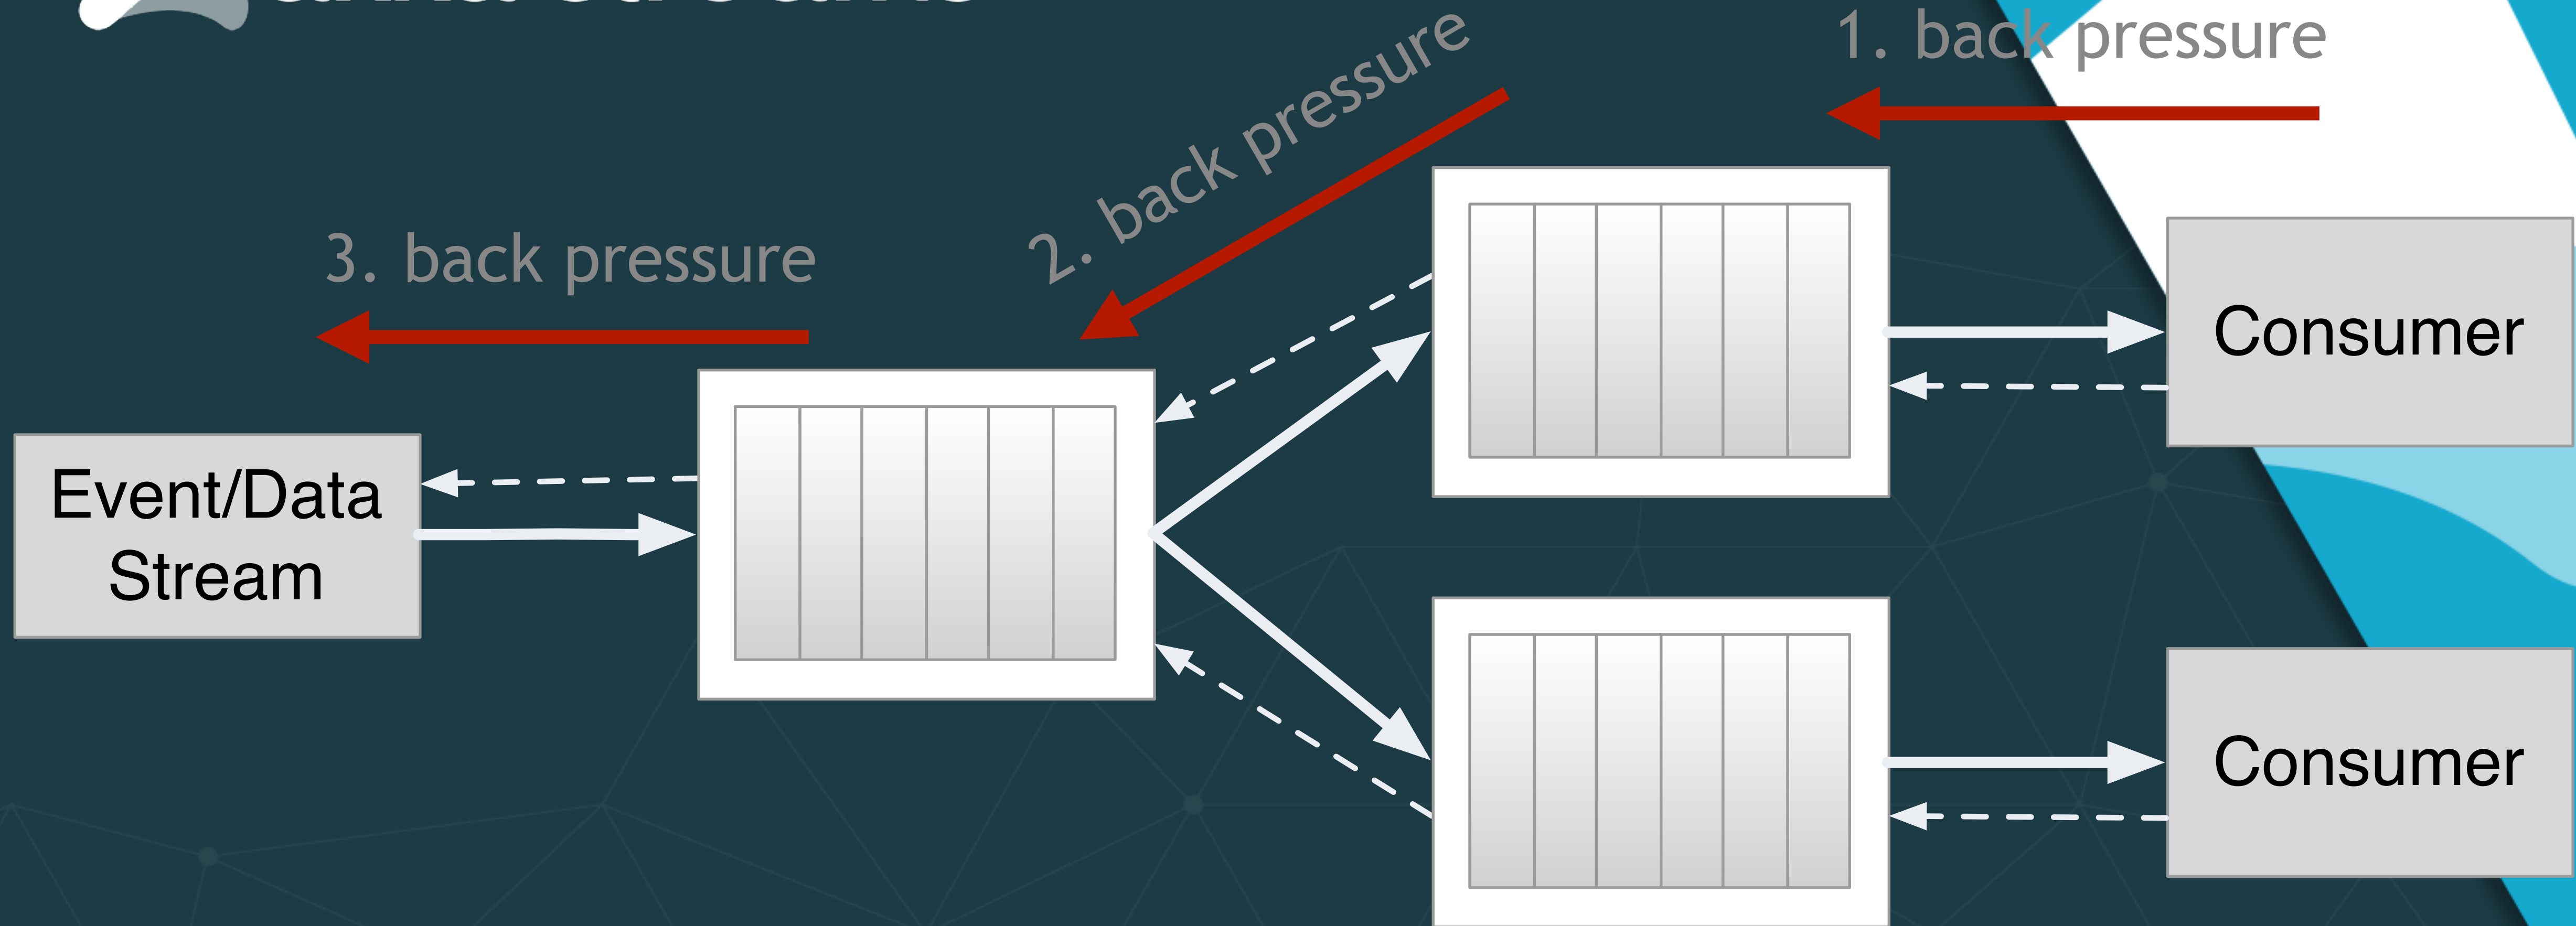 1. back pressure
2. back pressure
3. back pressure
Event/Data
Stream
Consumer
Consumer